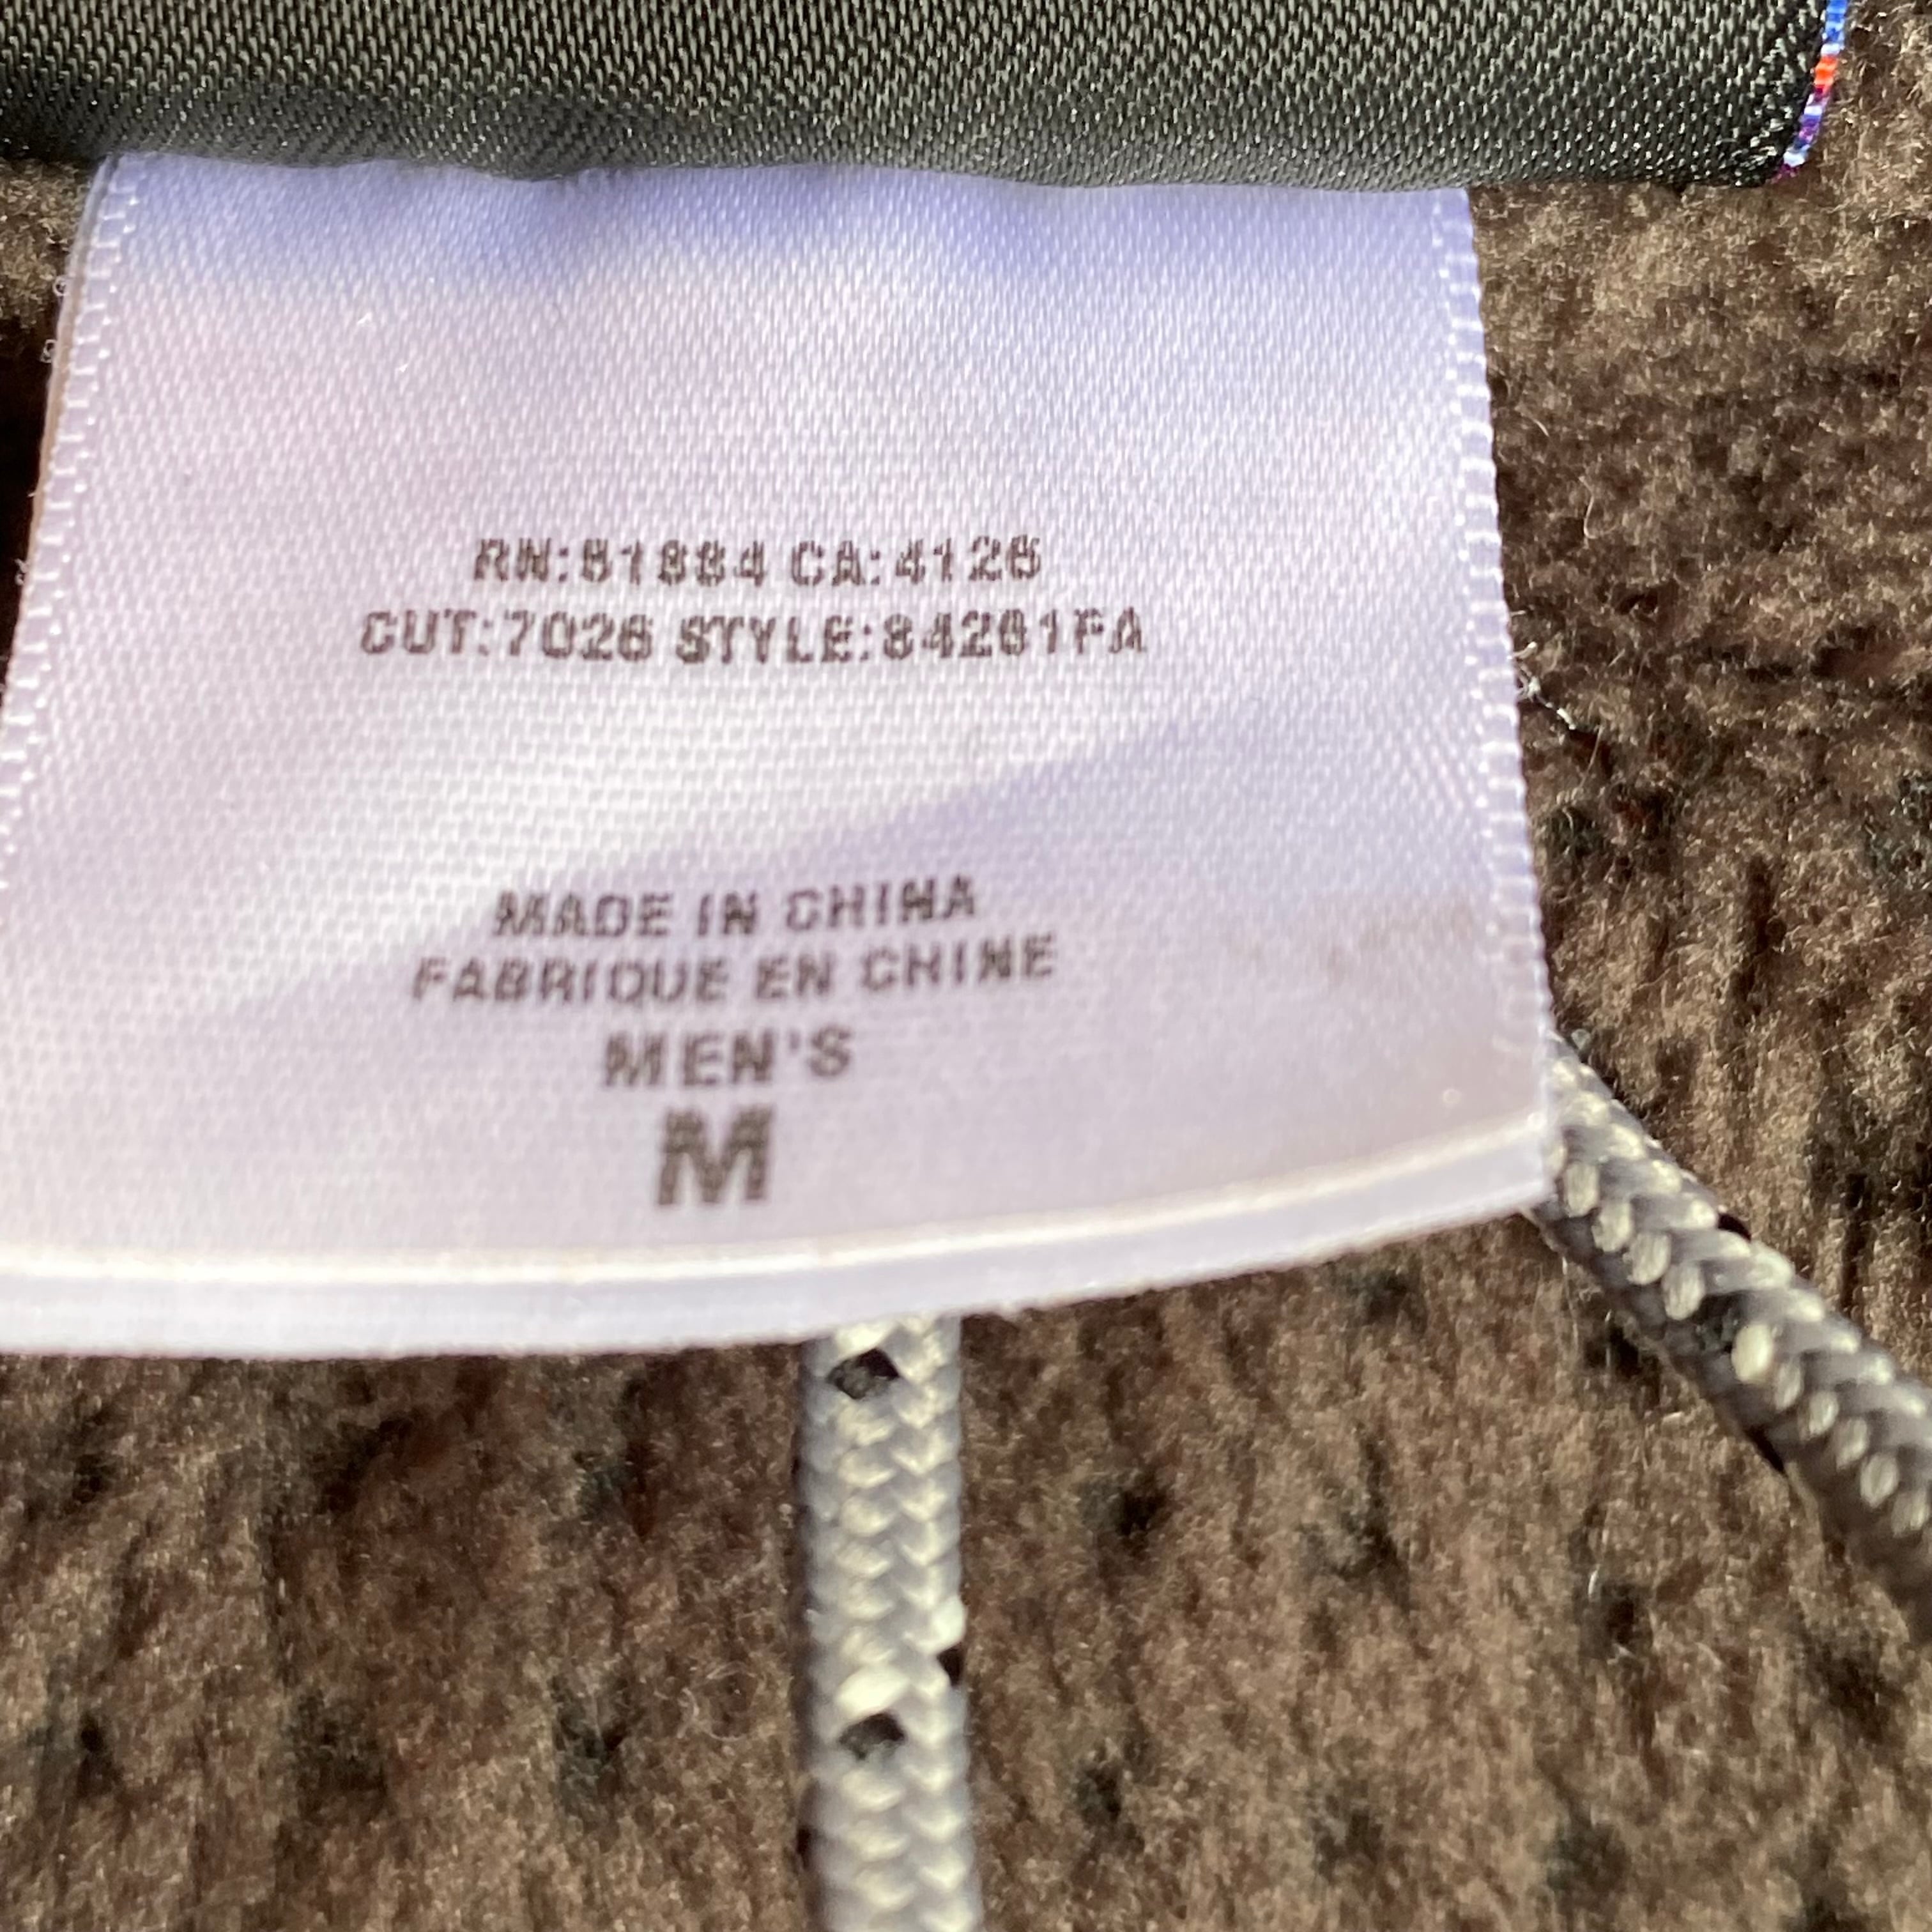 RN:51884 CA:4126
CUT:7026 STYLE:84261FA
MADE IN CHINA
FABRIQUE EN CHINE
MEN'S
M